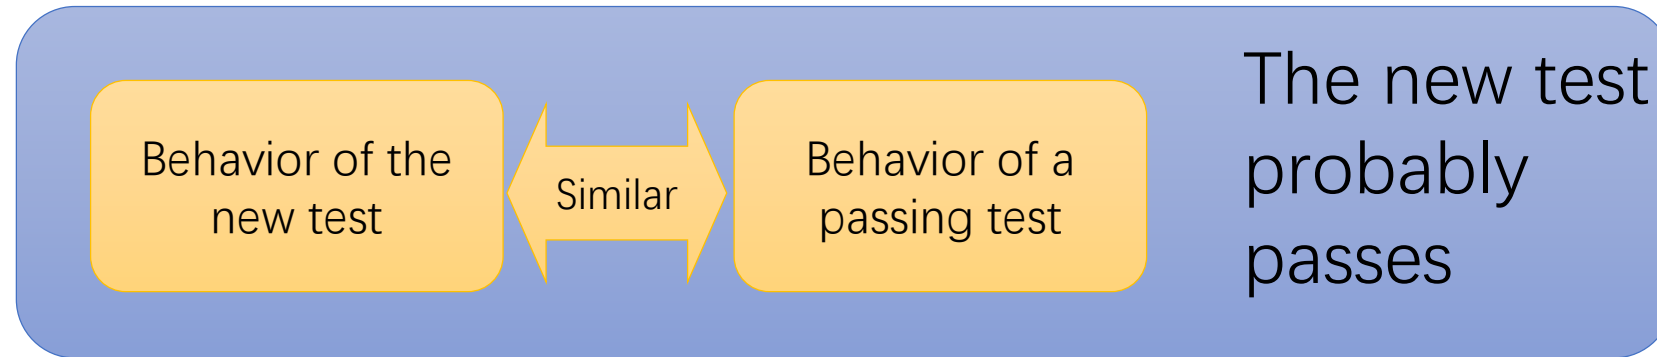 Behavior of the
new test
Similar
Behavior of a
passing test
The new test
probably
passes